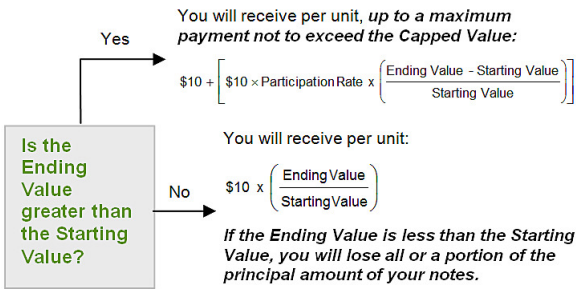 You will receive per unit, up to a maximum
payment not to exceed the Capped Value:
Yes
$10 + [ $10 × Participation Rate x ( Ending Value - Starting Value / Starting Value ) ]
Is the
Ending
Value
greater than
the Starting
Value?
No
You will receive per unit:
$10 x ( Ending Value / Starting Value )
If the Ending Value is less than the Starting
Value, you will lose all or a portion of the
principal amount of your notes.